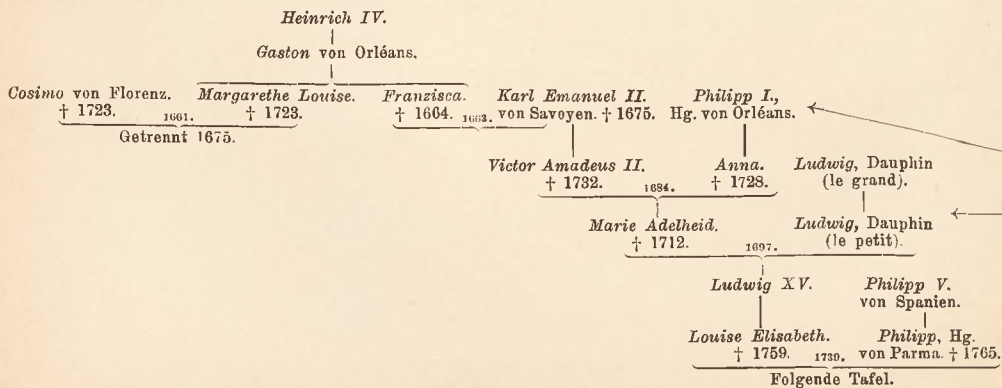 Heinrich IV.
Gaston von Orléans.
Cosimo von Florenz. Margarethe Louise. Franzisca. Karl Emanuel II. Philipp I.,
† 1723. 1661. † 1723. † 1664. 1663. von Savoyen. † 1675. Hg. von Orléans.
Getrennt 1675.
Victor Amadeus II. Anna. Ludwig, Dauphin
† 1732. 1684. † 1728. (le grand).
Marie Adelheid. Ludwig, Dauphin
† 1712. 1697. (le petit).
Ludwig XV. Philipp V.
von Spanien.
Louise Elisabeth. Philipp, Hg.
† 1759. 1739. von Parma. † 1765.
Folgende Tafel.